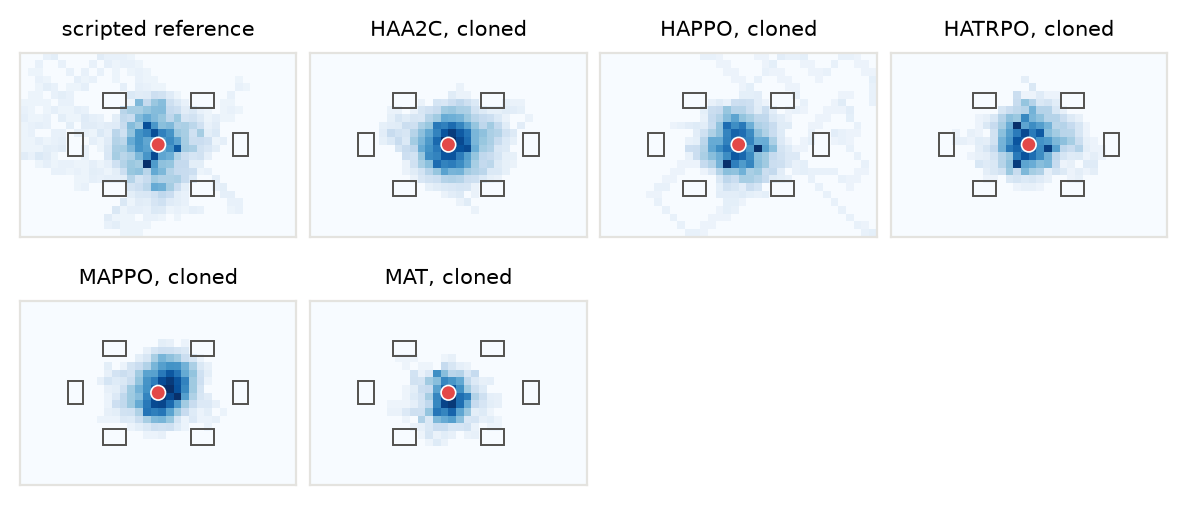 scripted reference
HAA2C, cloned
HAPPO, cloned
HATRPO, cloned
MAPPO, cloned
MAT, cloned